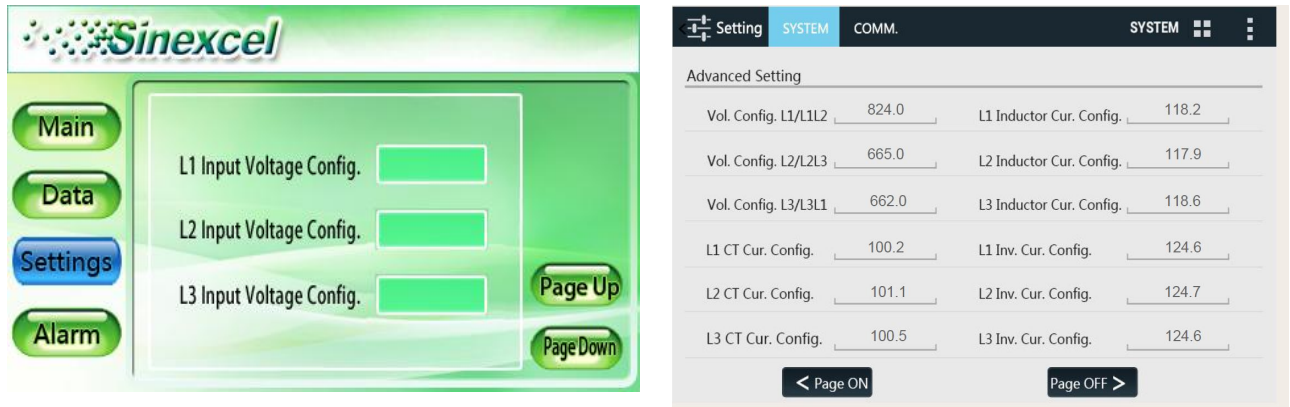 Sinexcel
Main
Data
Settings
Alarm
L1 Input Voltage Config.
L2 Input Voltage Config.
L3 Input Voltage Config.
Page Up
Page Down
Setting SYSTEM COMM. SYSTEM
Advanced Setting
Vol. Config. L1/L1L2 824.0 L1 Inductor Cur. Config. 118.2
Vol. Config. L2/L2L3 665.0 L2 Inductor Cur. Config. 117.9
Vol. Config. L3/L3L1 662.0 L3 Inductor Cur. Config. 118.6
L1 CT Cur. Config. 100.2 L1 Inv. Cur. Config. 124.6
L2 CT Cur. Config. 101.1 L2 Inv. Cur. Config. 124.7
L3 CT Cur. Config. 100.5 L3 Inv. Cur. Config. 124.6
< Page ON Page OFF >